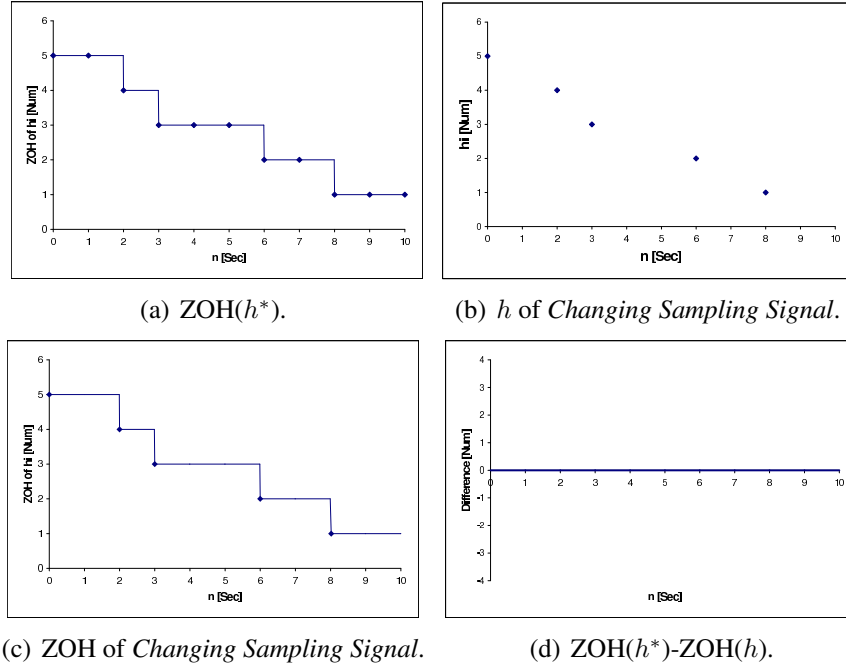 6
5
4
3
2
1
0
ZOH of hi [Num]
0 1 2 3 4 5 6 7 8 9 10
n [Sec]
(a) ZOH(h*).
6
5
4
3
2
1
0
hi [Num]
0 1 2 3 4 5 6 7 8 9 10
n [Sec]
(b) h of Changing Sampling Signal.
6
5
4
3
2
1
0
ZOH of hi [Num]
0 1 2 3 4 5 6 7 8 9 10
n [Sec]
(c) ZOH of Changing Sampling Signal.
4
3
2
1
0
-1
-2
-3
-4
Difference [Num]
0 1 2 3 4 5 6 7 8 9 10
n [Sec]
(d) ZOH(h*)-ZOH(h).